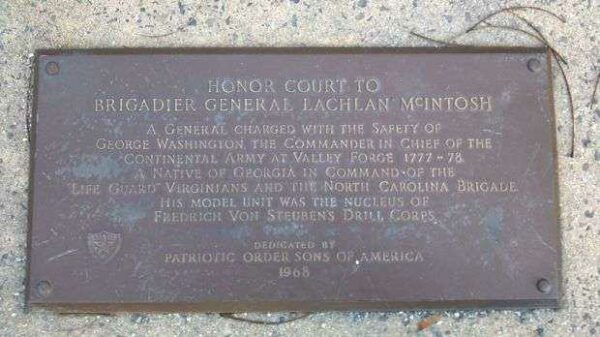 HONOR COURT TO
BRIGADIER GENERAL LACHLAN McINTOSH
A GENERAL CHARGED WITH THE SAFETY OF
GEORGE WASHINGTON THE COMMANDER IN CHIEF OF THE
CONTINENTAL ARMY AT VALLEY FORGE 1777-78.
A NATIVE OF GEORGIA IN COMMAND OF THE
"LIFE GUARD" VIRGINIANS AND THE NORTH CAROLINA BRIGADE.
HIS MODEL UNIT WAS THE NUCLEUS OF
FREDRICH VON STEUBEN'S DRILL CORPS.
DEDICATED BY
PATRIOTIC ORDER SONS OF AMERICA
1968